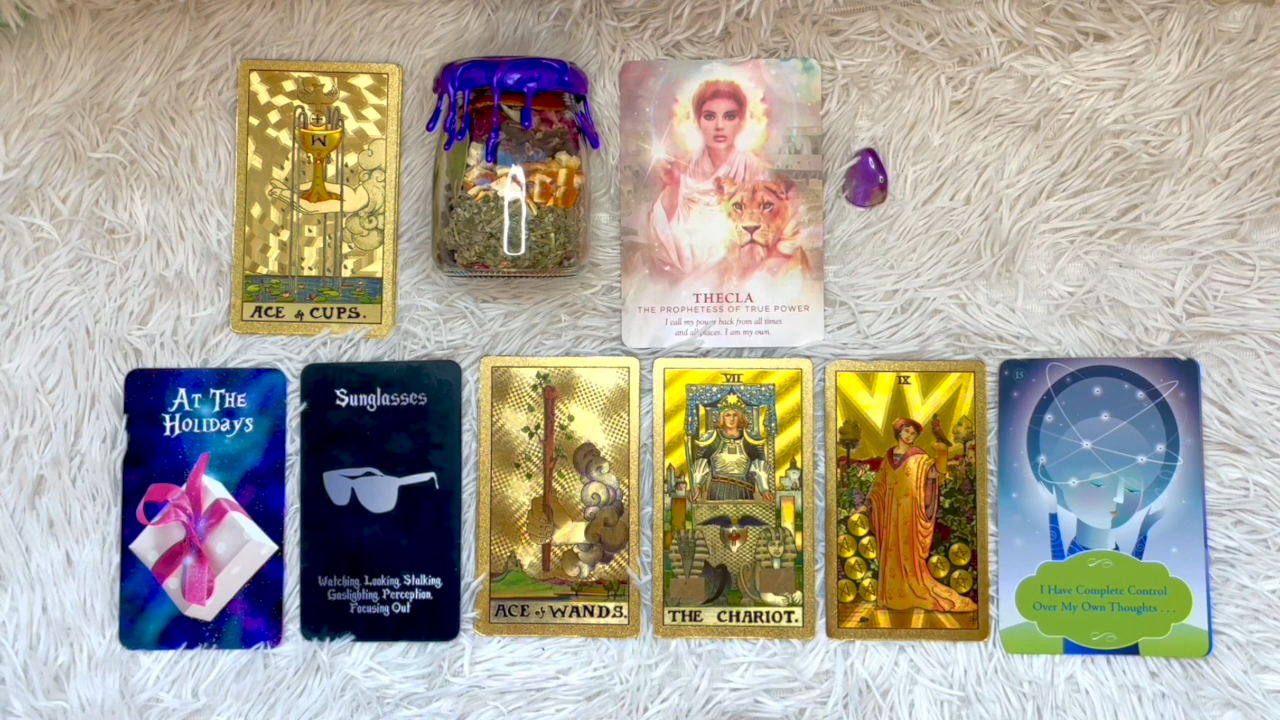 ACE of CUPS.
THECLA
THE PROPHETESS OF TRUE POWER
I call my power back from all times
and all places. I am my own.
At The
Holidays
Sunglasses
Watching, Looking, Stalking,
Gaslighting, Perception,
Focusing Out
ACE of WANDS.
VII
THE CHARIOT.
IX
15
I Have Complete Control
Over My Own Thoughts . . .